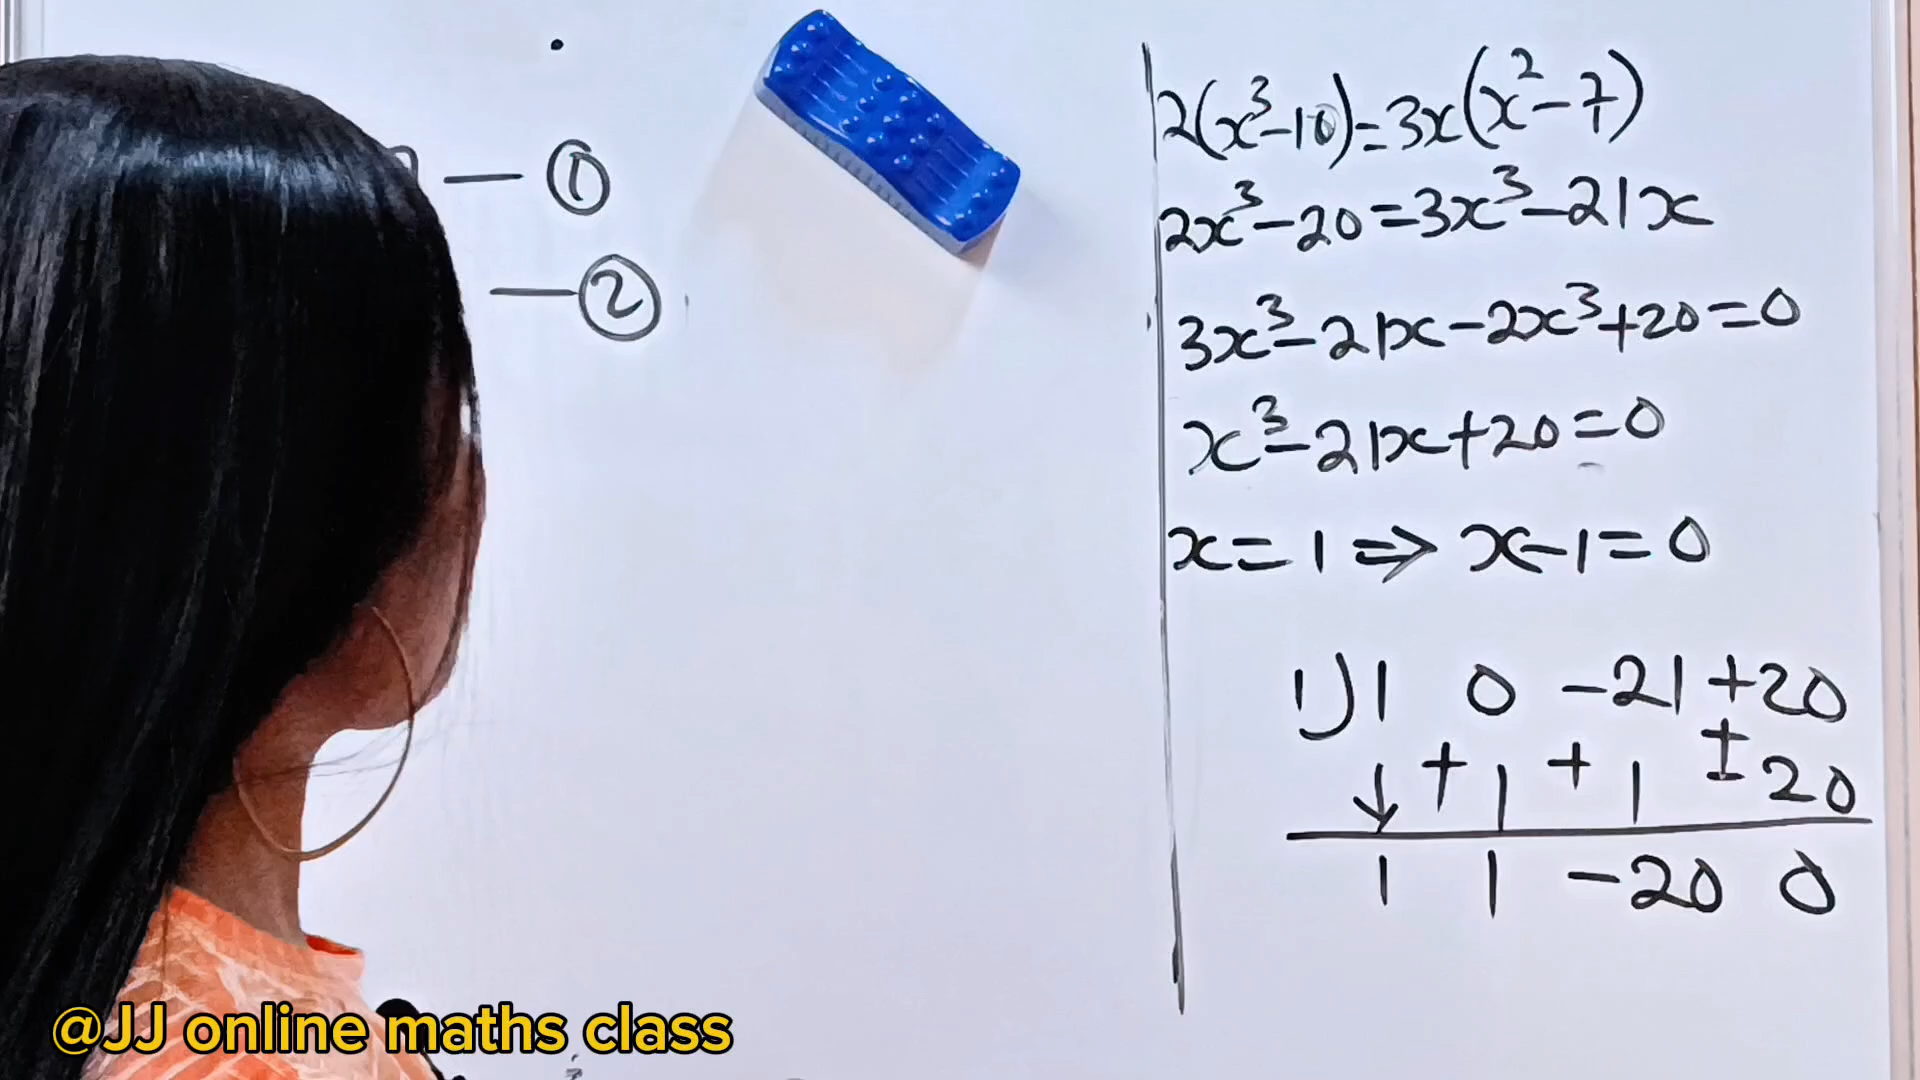 — ①
— ②
2(x³-10)=3x(x²-7)
2x³-20=3x³-21x
3x³-21x-2x³+20=0
x³-21x+20=0
x=1⇒x-1=0
1)1 0 -21 +20
↓ +1 +1 ±20
1 1 -20 0
@JJ online maths class